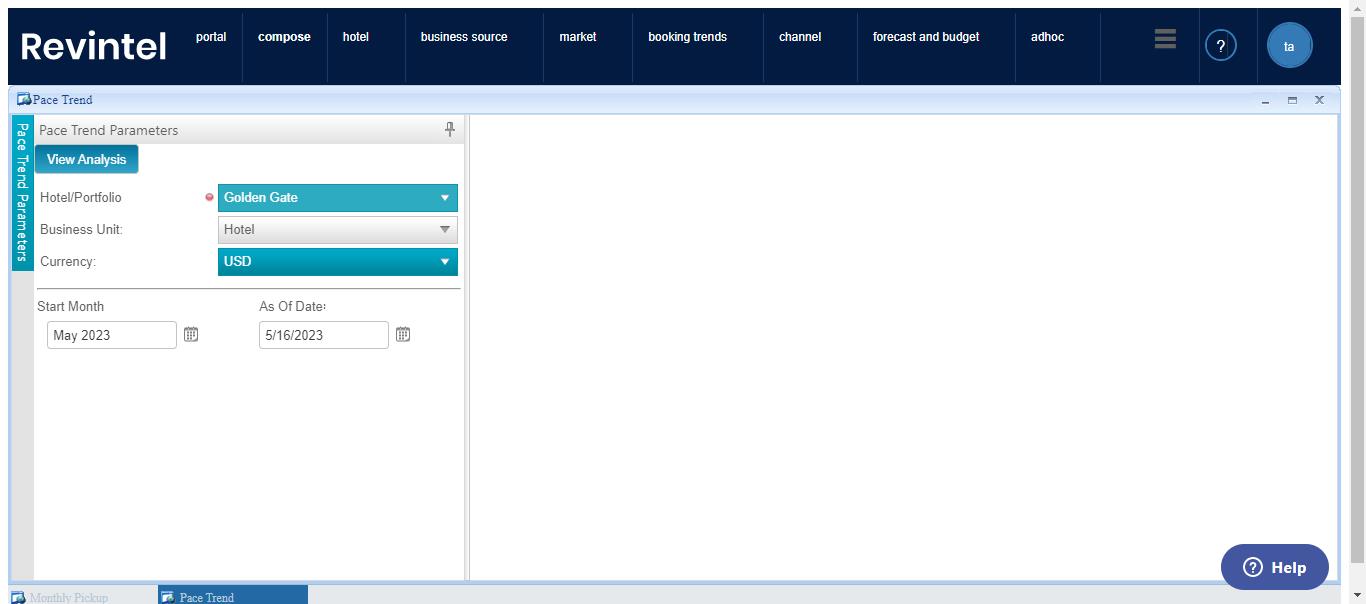 Revintel
portal
compose
hotel
business source
market
booking trends
channel
forecast and budget
adhoc
?
ta
Pace Trend
Pace Trend Parameters
Pace Trend Parameters
View Analysis
Hotel/Portfolio
Golden Gate
Business Unit:
Hotel
Currency:
USD
Start Month
As Of Date:
May 2023
5/16/2023
? Help
Monthly Pickup
Pace Trend